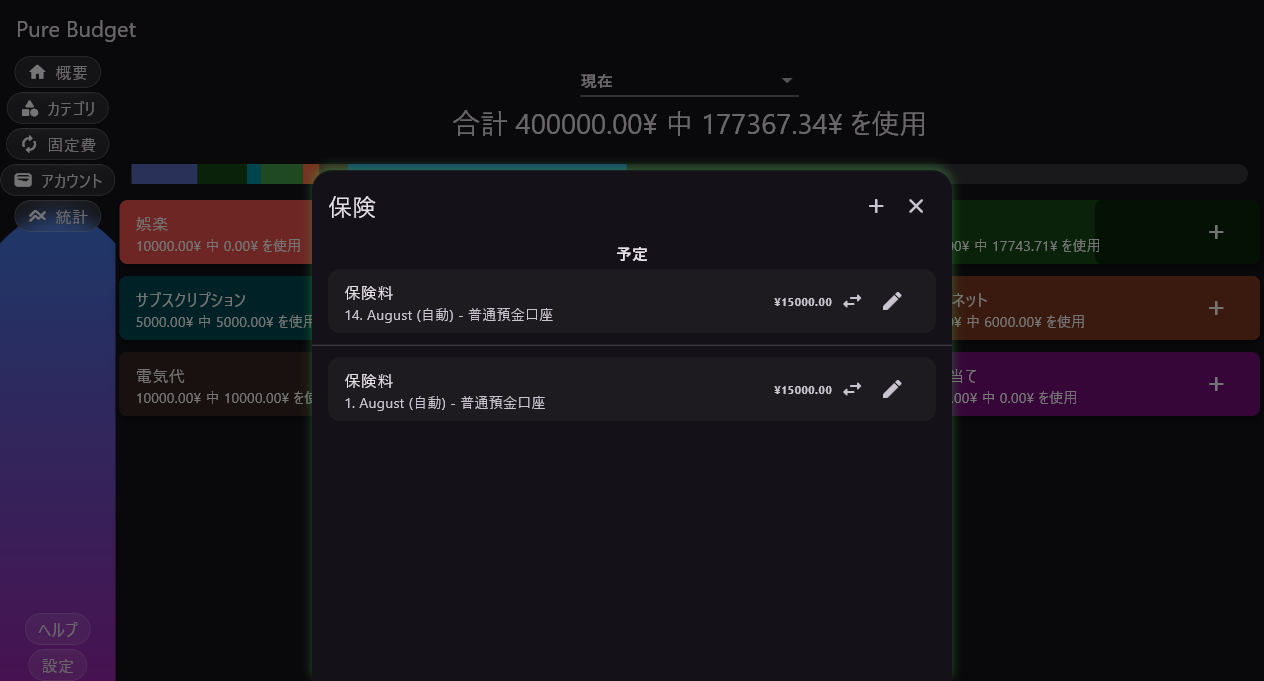 Pure Budget
概要
カテゴリ
固定費
アカウント
統計
ヘルプ
設定
現在
合計 400000.00¥ 中 177367.34¥ を使用
娯楽
10000.00¥ 中 0.00¥ を使用
サブスクリプション
5000.00¥ 中 5000.00¥ を使用
電気代
10000.00¥ 中 10000.00¥ を
保険
予定
保険料
¥15000.00
14. August (自動) - 普通預金口座
保険料
¥15000.00
1. August (自動) - 普通預金口座
00¥ 中 17743.71¥ を使用
ネット
¥ 中 6000.00¥ を使用
当て
.00¥ 中 0.00¥ を使用